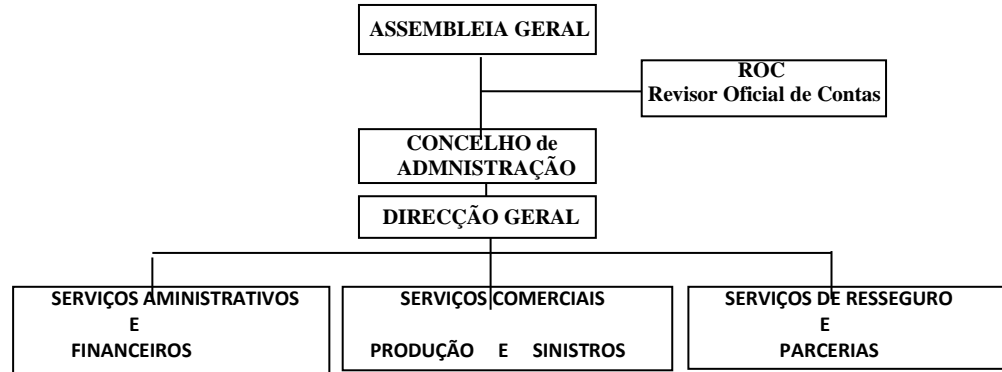 ASSEMBLEIA GERAL
ROC
Revisor Oficial de Contas
CONCELHO de
ADMNISTRAÇÃO
DIRECÇÃO GERAL
SERVIÇOS AMINISTRATIVOS
E
FINANCEIROS
SERVIÇOS COMERCIAIS
PRODUÇÃO E SINISTROS
SERVIÇOS DE RESSEGURO
E
PARCERIAS